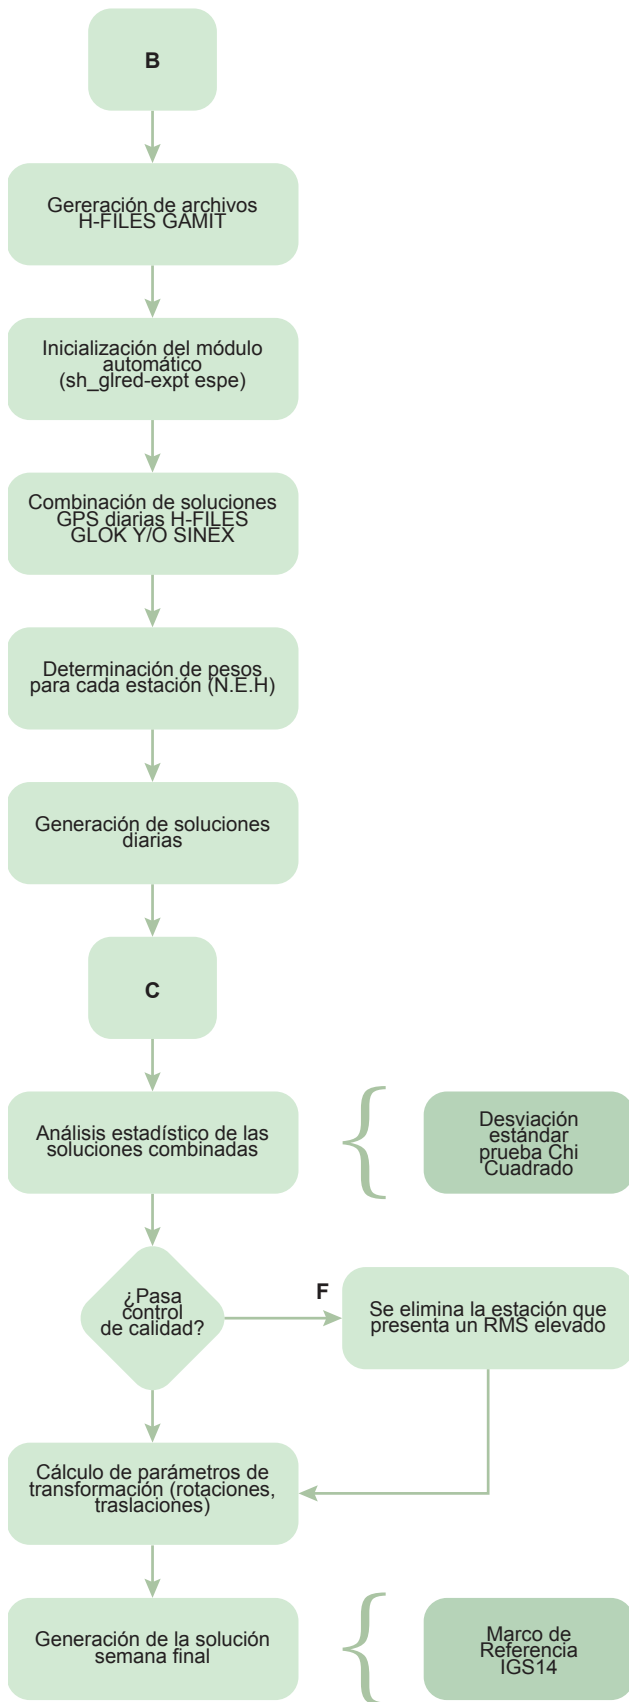 B
Gereración de archivos
H-FILES GAMIT
Inicialización del módulo
automático
(sh_glred-expt espe)
Combinación de soluciones
GPS diarias H-FILES
GLOK Y/O SINEX
Determinación de pesos
para cada estación (N.E.H)
Generación de soluciones
diarias
C
Análisis estadístico de las
soluciones combinadas
Desviación
estándar
prueba Chi
Cuadrado
¿Pasa
control
de calidad?
F
Se elimina la estación que
presenta un RMS elevado
Cálculo de parámetros de
transformación (rotaciones,
traslaciones)
Generación de la solución
semana final
Marco de
Referencia
IGS14